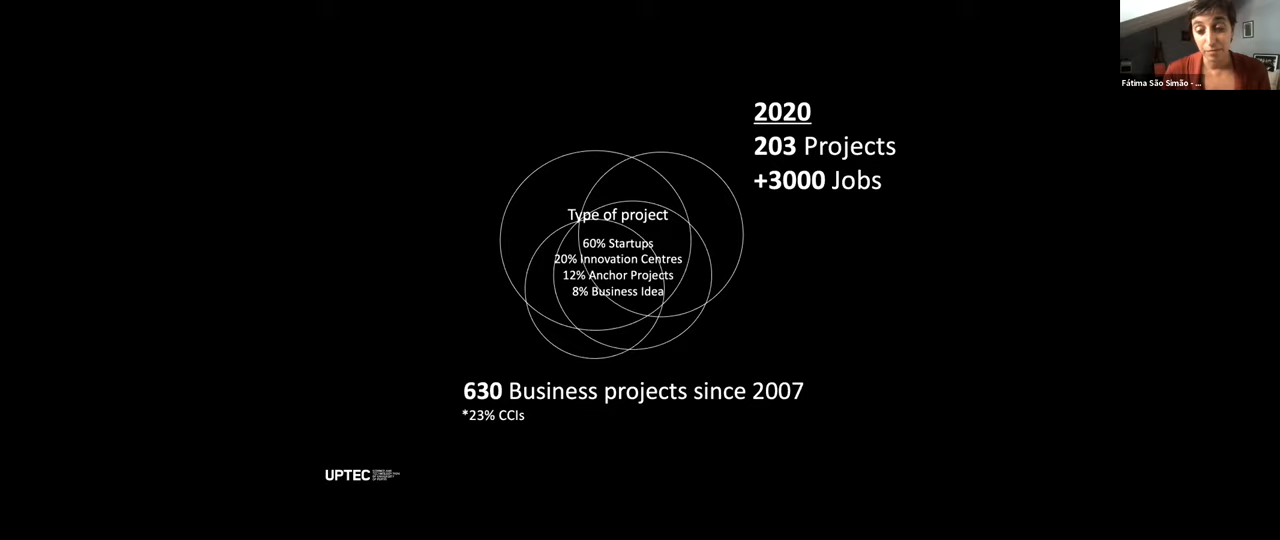 Fátima São Simão - ...
2020
203 Projects
+3000 Jobs
Type of project
60% Startups
20% Innovation Centres
12% Anchor Projects
8% Business Idea
630 Business projects since 2007
*23% CCIs
UPTEC